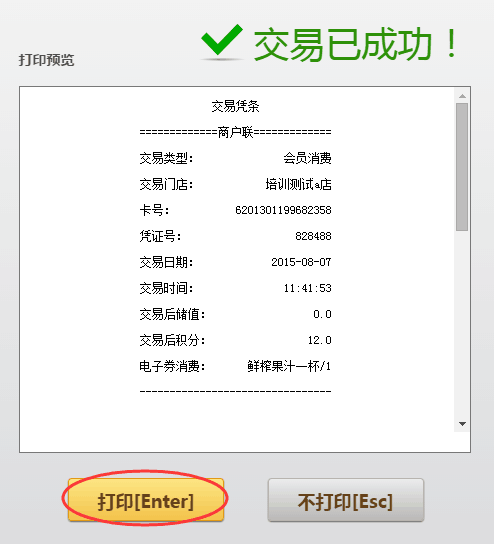 交易已成功！
打印预览
交易凭条
=============商户联=============
交易类型： 会员消费
交易门店： 培训测试a店
卡号： 6201301199682358
凭证号： 828488
交易日期： 2015-08-07
交易时间： 11:41:53
交易后储值： 0.0
交易后积分： 12.0
电子券消费： 鲜榨果汁一杯/1
--------------------------------
打印[Enter]
不打印[Esc]